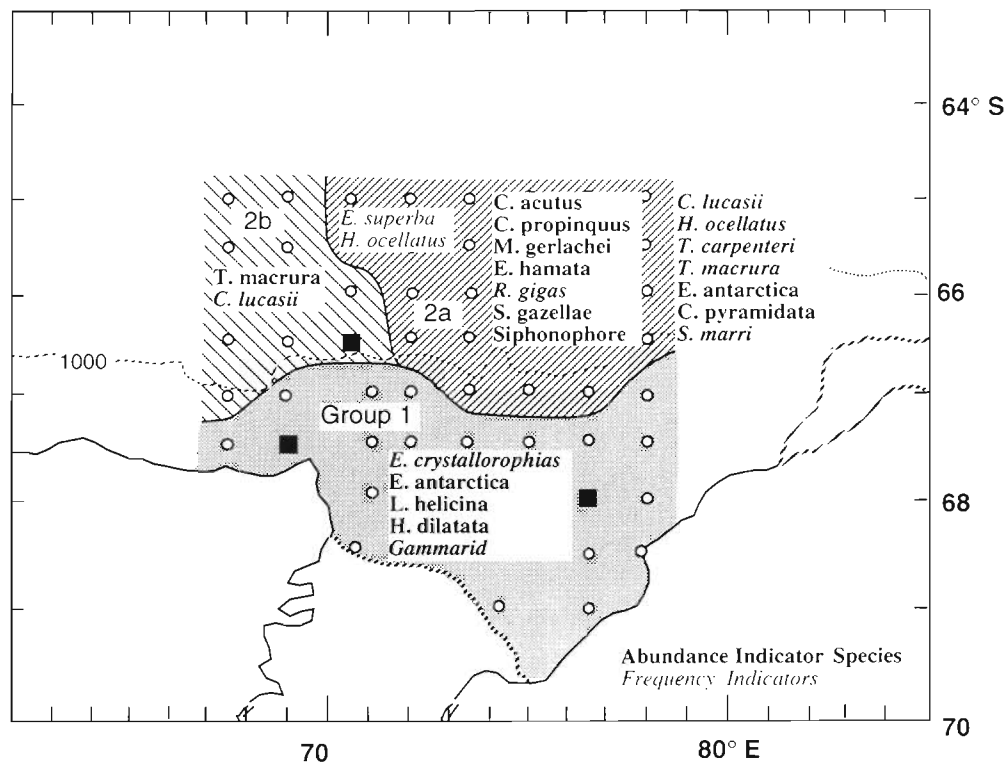 64° S
2b
E. superba
H. ocellatus
C. acutus
C. propinquus
M. gerlachei
E. hamata
R. gigas
S. gazellae
Siphonophore
C. lucasii
H. ocellatus
T. carpenteri
T. macrura
E. antarctica
C. pyramidata
S. marri
T. macrura
C. lucasii
2a
66
1000
Group 1
E. crystallorophias
E. antarctica
L. helicina
H. dilatata
Gammarid
68
Abundance Indicator Species
Frequency Indicators
70
70
80° E